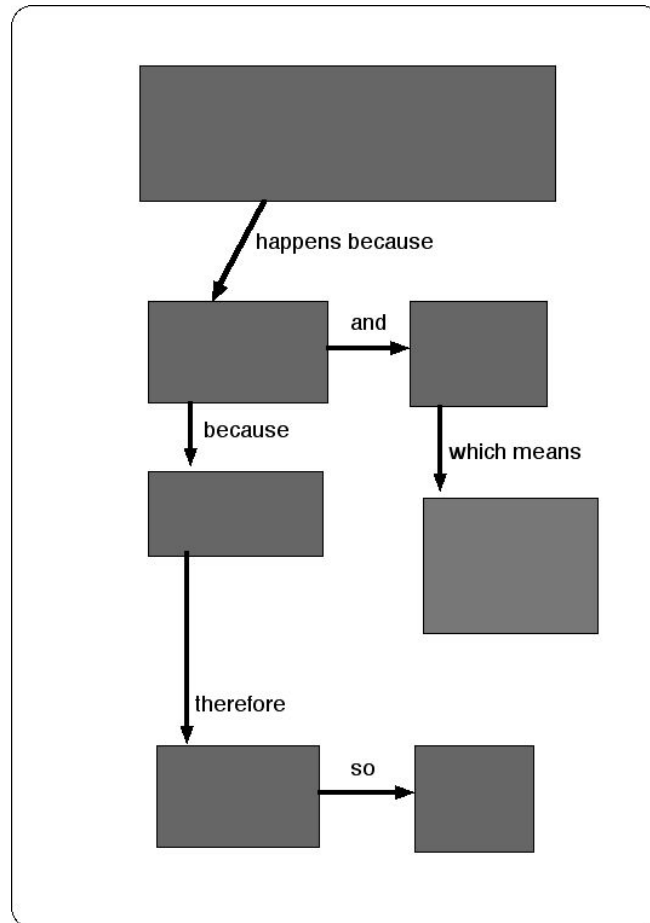 happens because
and
because
which means
therefore
so